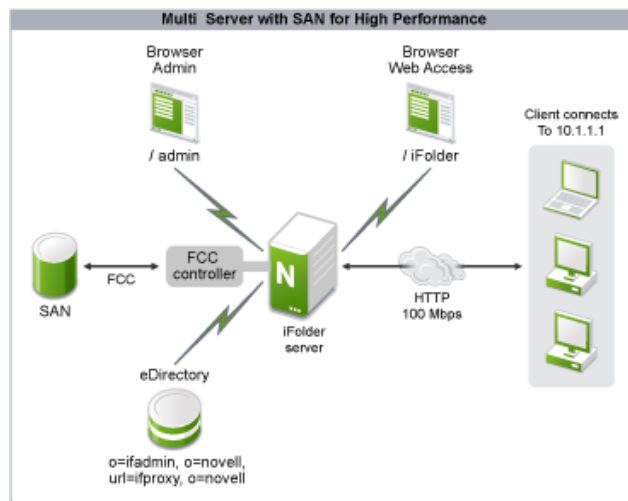 Multi Server with SAN for High Performance
Browser
Admin
Browser
Web Access
Client connects
To 10.1.1.1
/ admin
/ iFolder
FCC
controller
FCC
N
SAN
HTTP
100 Mbps
iFolder
server
eDirectory
o=ifadmin, o=novell,
url=ifproxy, o=novell